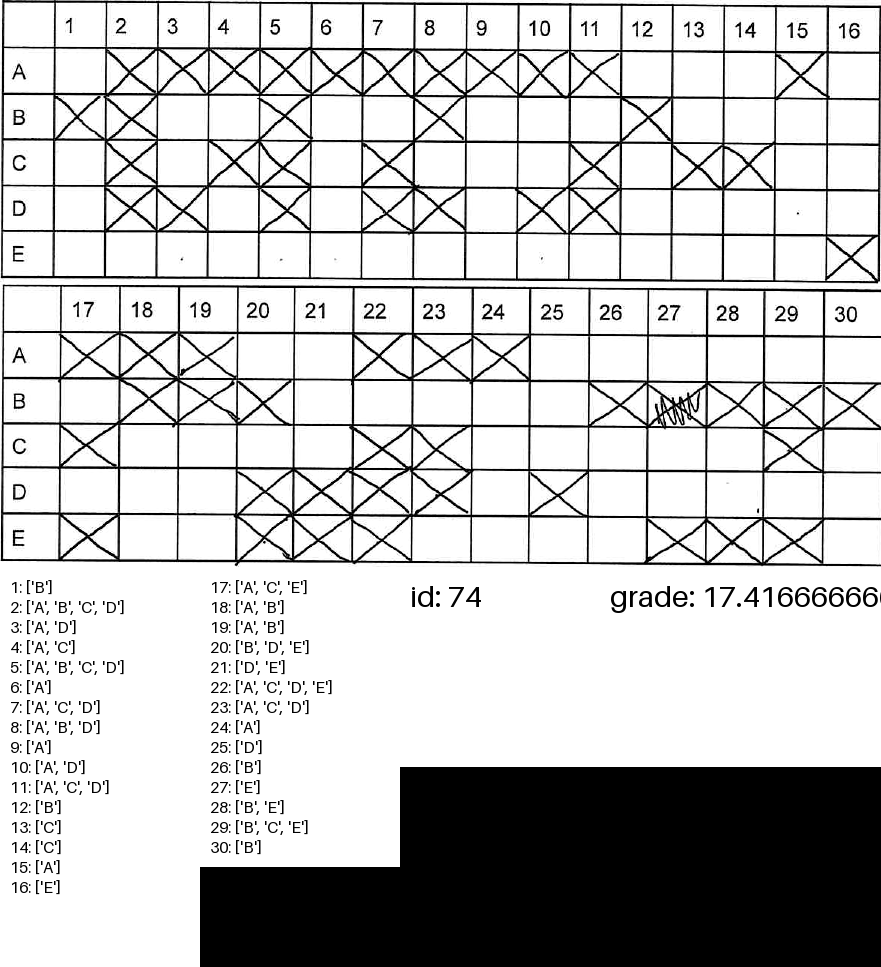 1 2 3 4 5 6 7 8 9 10 11 12 13 14 15 16
A
B
C
D
E
17 18 19 20 21 22 23 24 25 26 27 28 29 30
A
B
C
D
E
1: ['B']
2: ['A', 'B', 'C', 'D']
3: ['A', 'D']
4: ['A', 'C']
5: ['A', 'B', 'C', 'D']
6: ['A']
7: ['A', 'C', 'D']
8: ['A', 'B', 'D']
9: ['A']
10: ['A', 'D']
11: ['A', 'C', 'D']
12: ['B']
13: ['C']
14: ['C']
15: ['A']
16: ['E']
17: ['A', 'C', 'E']
18: ['A', 'B']
19: ['A', 'B']
20: ['B', 'D', 'E']
21: ['D', 'E']
22: ['A', 'C', 'D', 'E']
23: ['A', 'C', 'D']
24: ['A']
25: ['D']
26: ['B']
27: ['E']
28: ['B', 'E']
29: ['B', 'C', 'E']
30: ['B']
id: 74
grade: 17.416666666